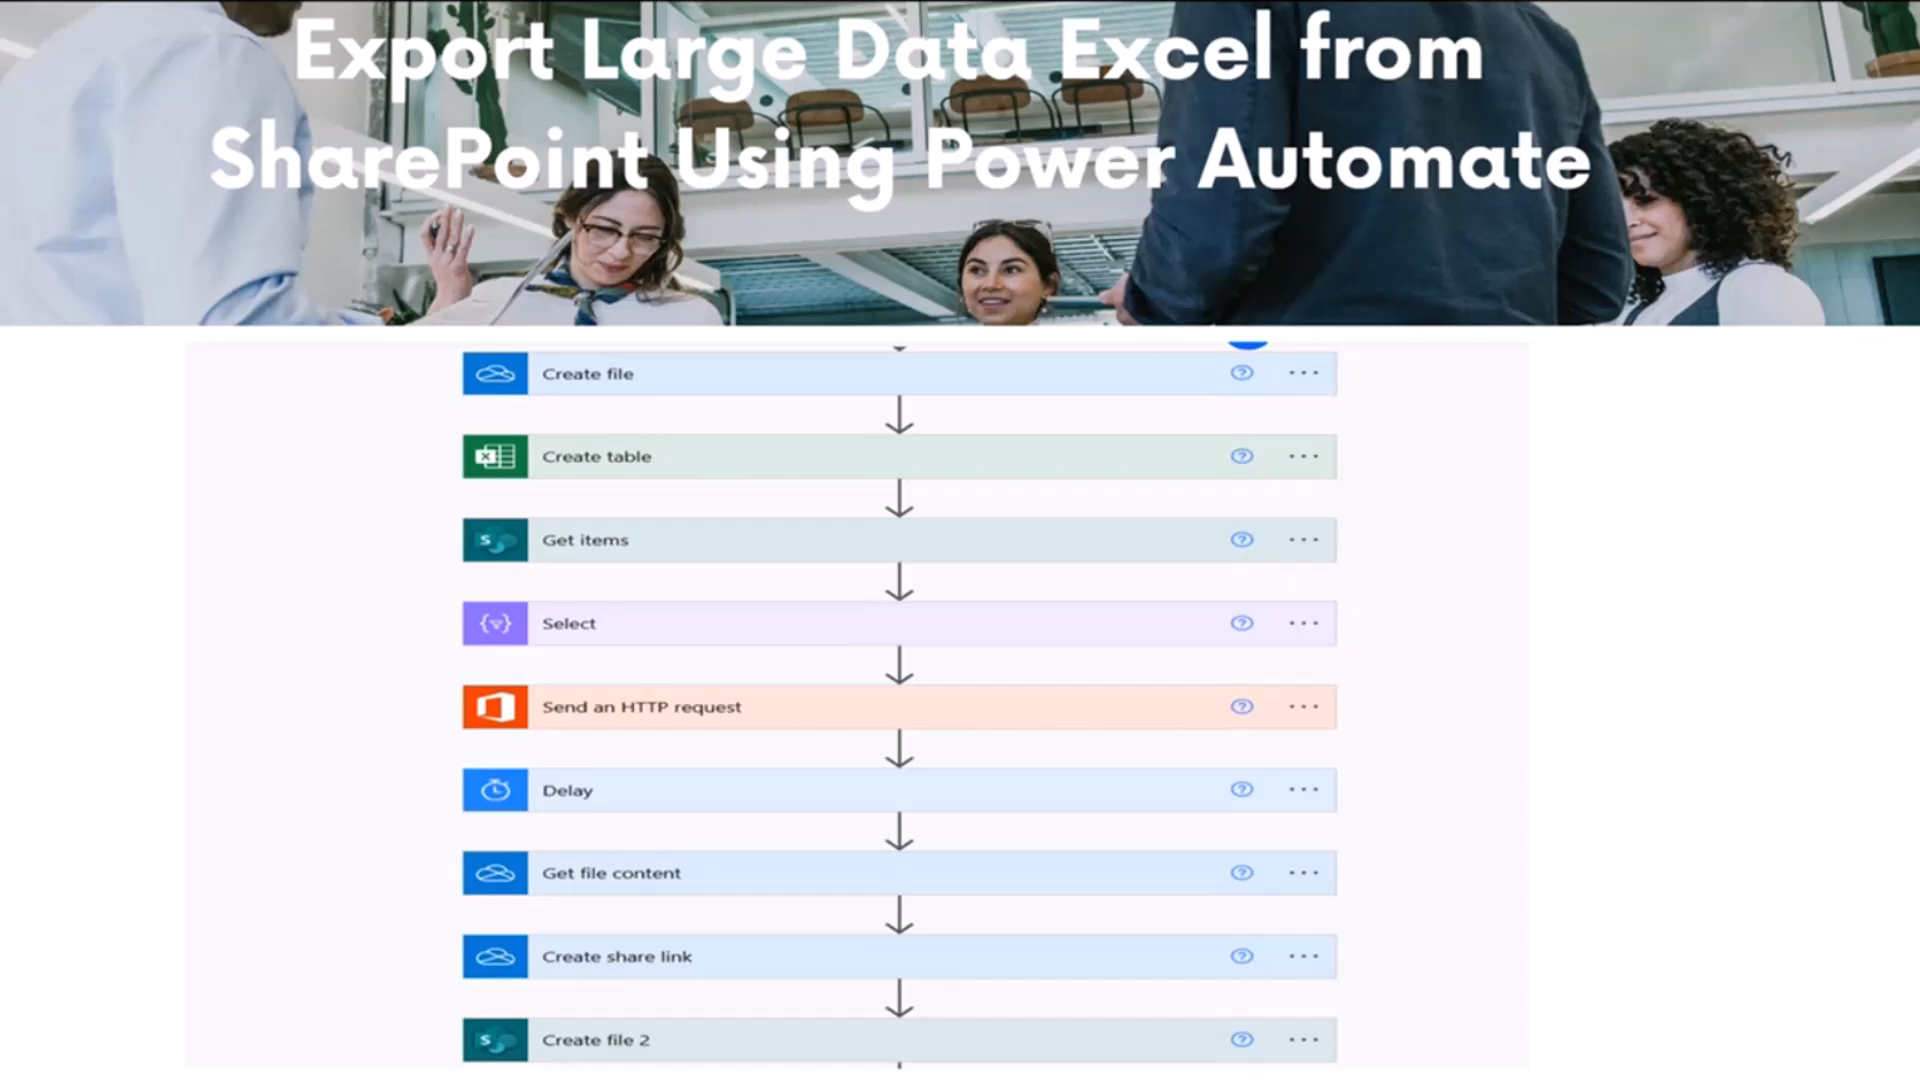 Export Large Data Excel from
SharePoint Using Power Automate
Create file
Create table
Get items
Select
Send an HTTP request
Delay
Get file content
Create share link
Create file 2